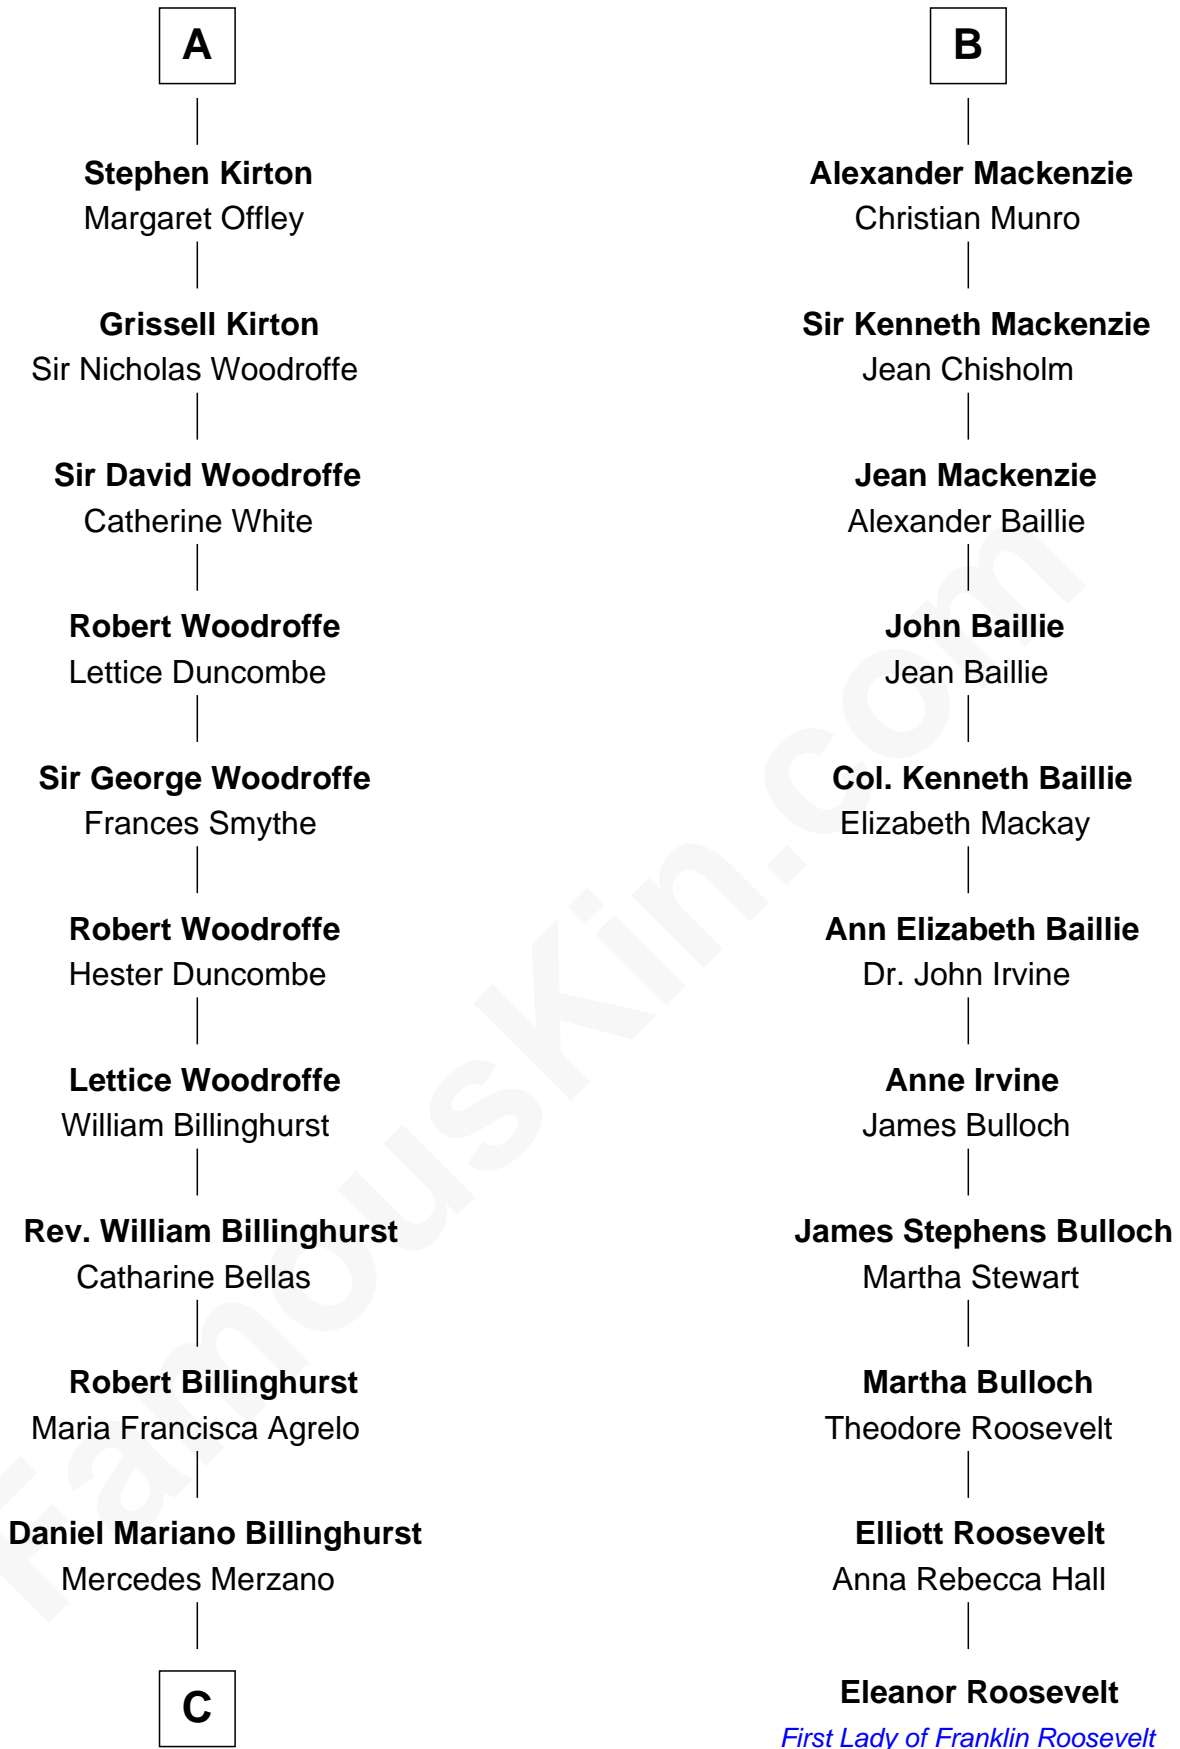 A
Stephen Kirton
Margaret Offley
Grissell Kirton
Sir Nicholas Woodroffe
Sir David Woodroffe
Catherine White
Robert Woodroffe
Lettice Duncombe
Sir George Woodroffe
Frances Smythe
Robert Woodroffe
Hester Duncombe
Lettice Woodroffe
William Billinghurst
Rev. William Billinghurst
Catharine Bellas
Robert Billinghurst
Maria Francisca Agrelo
Daniel Mariano Billinghurst
Mercedes Merzano
C
B
Alexander Mackenzie
Christian Munro
Sir Kenneth Mackenzie
Jean Chisholm
Jean Mackenzie
Alexander Baillie
John Baillie
Jean Baillie
Col. Kenneth Baillie
Elizabeth Mackay
Ann Elizabeth Baillie
Dr. John Irvine
Anne Irvine
James Bulloch
James Stephens Bulloch
Martha Stewart
Martha Bulloch
Theodore Roosevelt
Elliott Roosevelt
Anna Rebecca Hall
Eleanor Roosevelt
First Lady of Franklin Roosevelt
FamousKin.com